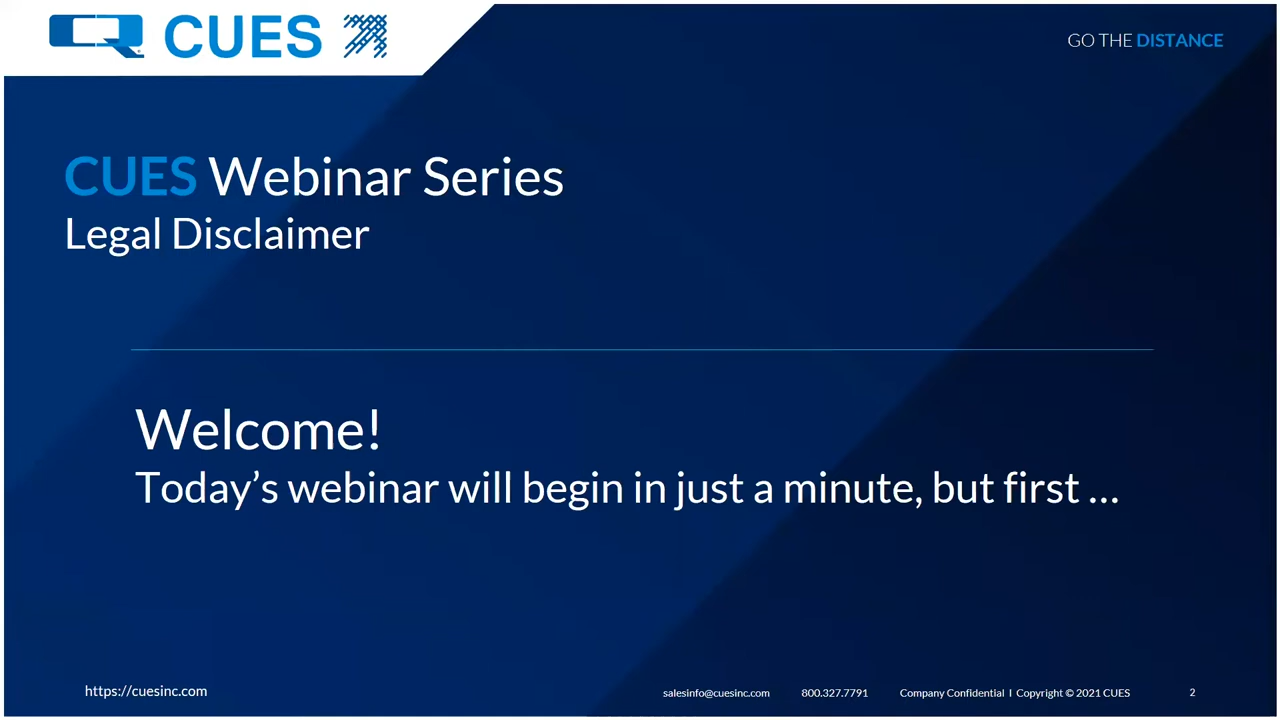 CUES
GO THE DISTANCE
CUES Webinar Series
Legal Disclaimer
Welcome!
Today’s webinar will begin in just a minute, but first ...
https://cuesinc.com
salesinfo@cuesinc.com 800.327.7791 Company Confidential I Copyright © 2021 CUES 2